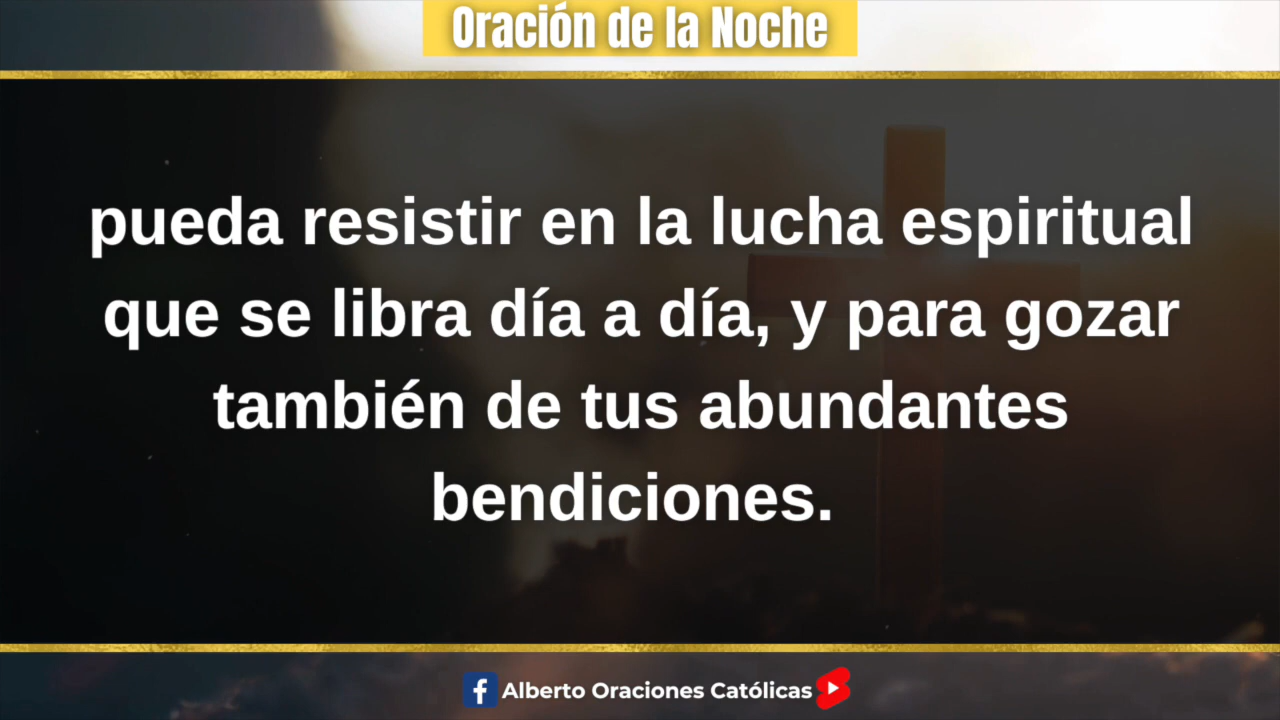 Oración de la Noche
pueda resistir en la lucha espiritual
que se libra día a día, y para gozar
también de tus abundantes
bendiciones.
Alberto Oraciones Católicas